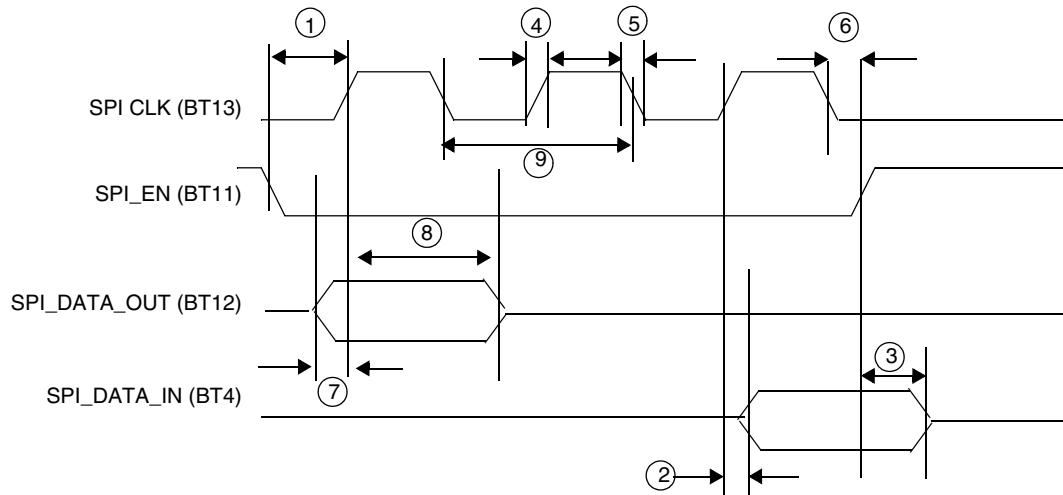 1
4
5
6
SPI CLK (BT13)
9
SPI_EN (BT11)
8
SPI_DATA_OUT (BT12)
7
3
SPI_DATA_IN (BT4)
2